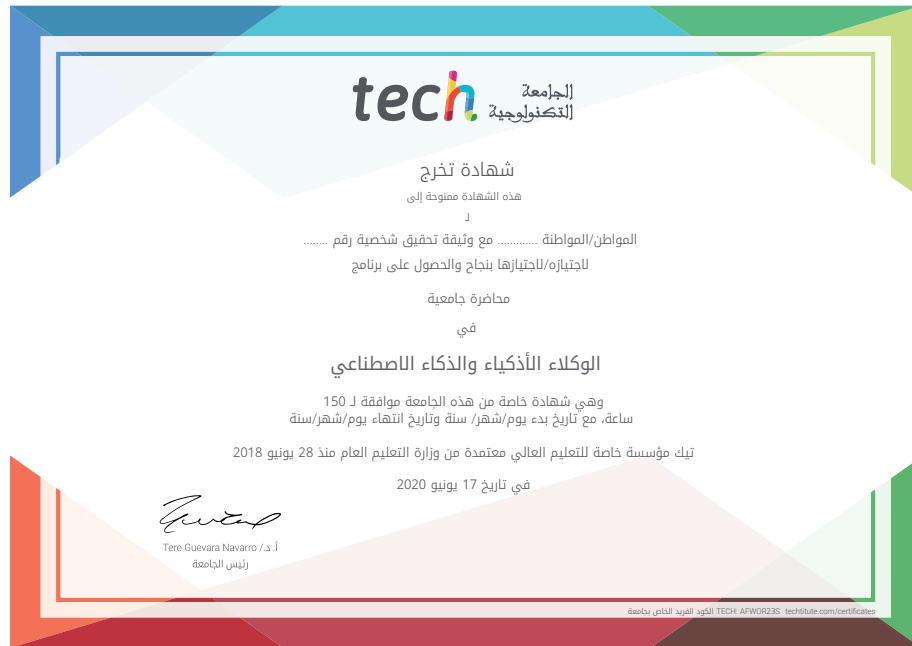 tech الجامعة
التكنولوجية
شهادة تخرج
هذه الشهادة ممنوحة إلى
لـ
المواطن/المواطنة ............ مع وثيقة تحقيق شخصية رقم ........
لاجتيازه/لاجتيازها بنجاح والحصول على برنامج
محاضرة جامعية
في
الوكلاء الأذكياء والذكاء الاصطناعي
وهي شهادة خاصة من هذه الجامعة موافقة لـ 150
ساعة، مع تاريخ بدء يوم/شهر/ سنة وتاريخ انتهاء يوم/شهر/سنة
تيك مؤسسة خاصة للتعليم العالي معتمدة من وزارة التعليم العام منذ 28 يونيو 2018
في تاريخ 17 يونيو 2020
أ.د./ Tere Guevara Navarro
رئيس الجامعة
الكود الفريد الخاص بجامعة TECH: AFWOR23S techtitute.com/certificates